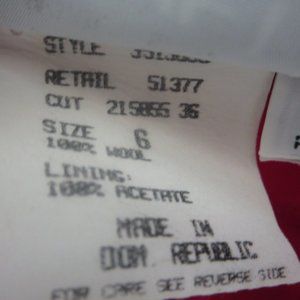 STYLE
RETAIL 51377
CUT 215855 36
SIZE 6
100% WOOL
LINING:
100% ACETATE
MADE IN
DOM. REPUBLIC
FOR CARE SEE REVERSE SIDE